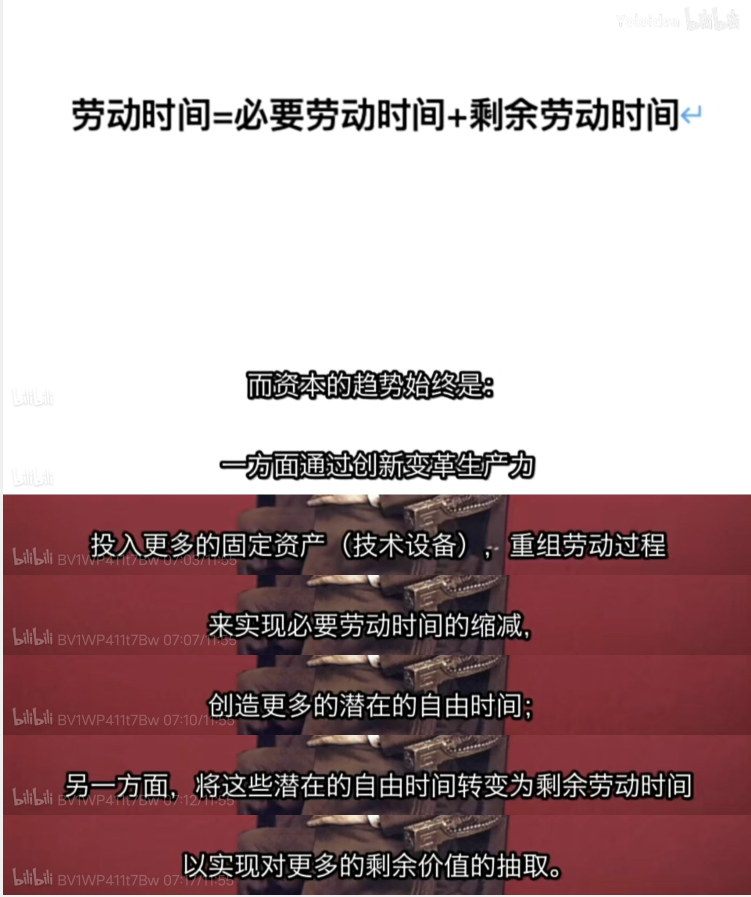 bilibili
劳动时间=必要劳动时间+剩余劳动时间↵
而资本的趋势始终是：
bilibili
一方面通过创新变革生产力
bilibili
投入更多的固定资产（技术设备），重组劳动过程
bilibili BV1WP411t7Bw 07:03/11:55
来实现必要劳动时间的缩减，
bilibili BV1WP411t7Bw 07:07/11:55
创造更多的潜在的自由时间；
bilibili BV1WP411t7Bw 07:10/11:55
另一方面，将这些潜在的自由时间转变为剩余劳动时间
bilibili BV1WP411t7Bw 07:12/11:55
以实现对更多的剩余价值的抽取。
bilibili BV1WP411t7Bw 07:17/11:55